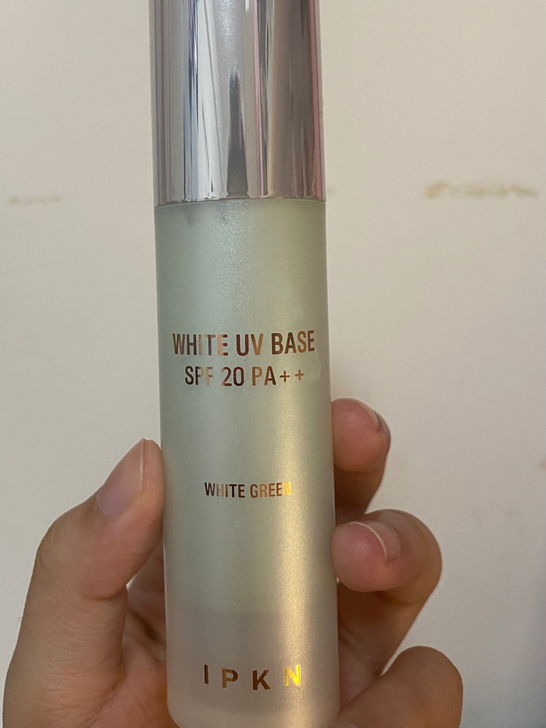 WHITE UV BASE
SPF 20 PA++
WHITE GREEN
IPKN